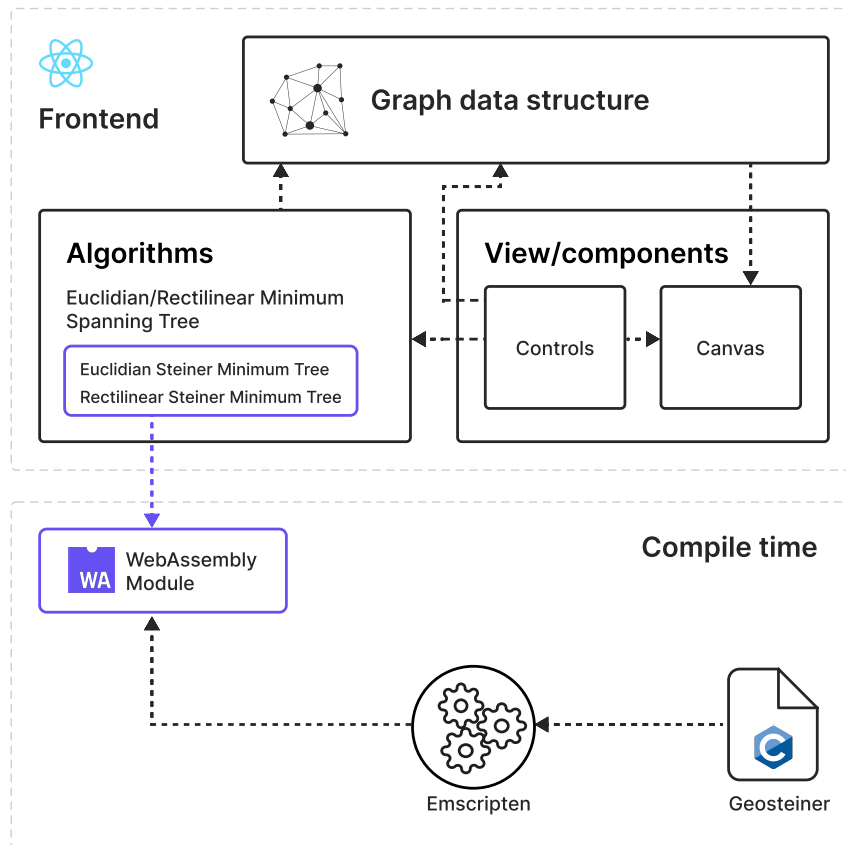 Frontend
Graph data structure
Algorithms
Euclidian/Rectilinear Minimum
Spanning Tree
Euclidian Steiner Minimum Tree
Rectilinear Steiner Minimum Tree
View/components
Controls
Canvas
Compile time
WA
WebAssembly
Module
C
Emscripten
Geosteiner